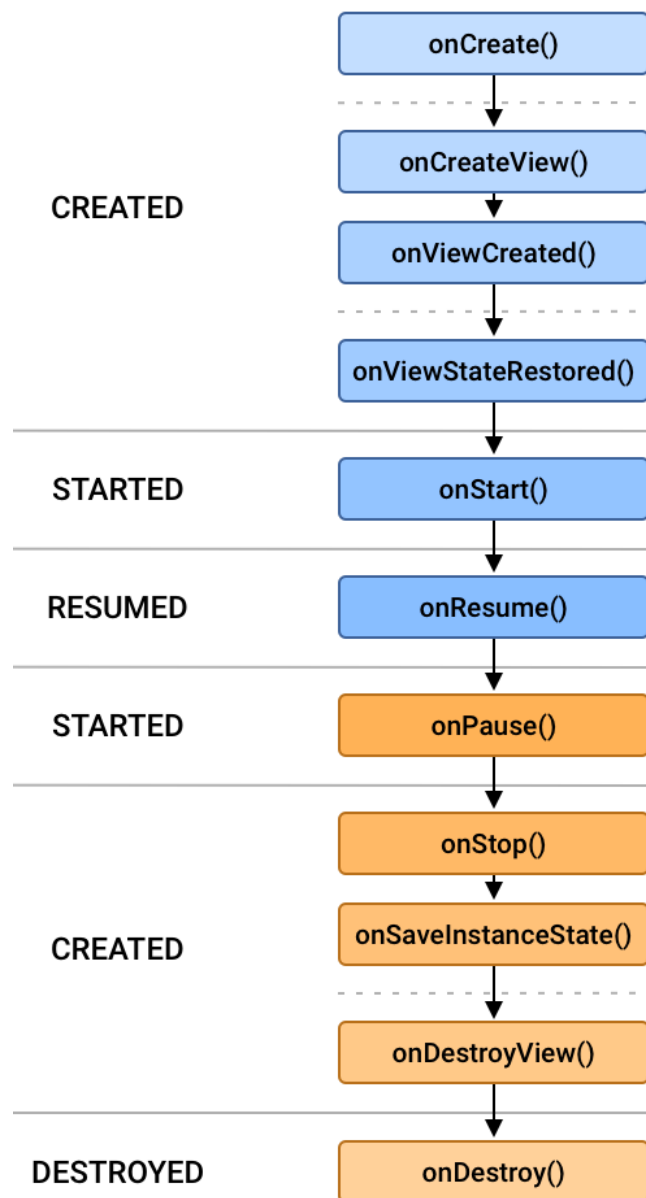 onCreate()
onCreateView()
CREATED
onViewCreated()
onViewStateRestored()
STARTED
onStart()
RESUMED
onResume()
STARTED
onPause()
onStop()
CREATED
onSaveInstanceState()
onDestroyView()
DESTROYED
onDestroy()